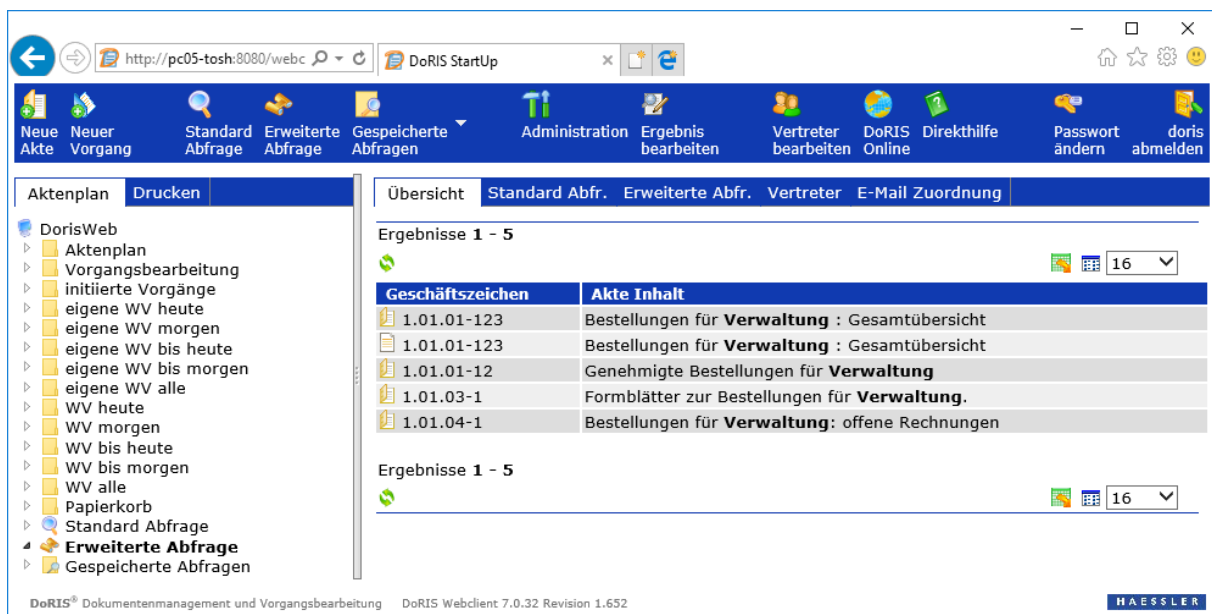 http://pc05-tosh:8080/webc
DoRIS StartUp
Neue Akte
Neuer Vorgang
Standard Abfrage
Erweiterte Abfrage
Gespeicherte Abfragen
Administration
Ergebnis bearbeiten
Vertreter bearbeiten
DoRIS Online
Direkthilfe
Passwort ändern
doris abmelden
Aktenplan Drucken
DorisWeb
Aktenplan
Vorgangsbearbeitung
initiierte Vorgänge
eigene WV heute
eigene WV morgen
eigene WV bis heute
eigene WV bis morgen
eigene WV alle
WV heute
WV morgen
WV bis heute
WV bis morgen
WV alle
Papierkorb
Standard Abfrage
Erweiterte Abfrage
Gespeicherte Abfragen
Übersicht Standard Abfr. Erweiterte Abfr. Vertreter E-Mail Zuordnung
Ergebnisse 1 - 5
16
Geschäftszeichen Akte Inhalt
1.01.01-123 Bestellungen für Verwaltung : Gesamtübersicht
1.01.01-123 Bestellungen für Verwaltung : Gesamtübersicht
1.01.01-12 Genehmigte Bestellungen für Verwaltung
1.01.03-1 Formblätter zur Bestellungen für Verwaltung.
1.01.04-1 Bestellungen für Verwaltung: offene Rechnungen
Ergebnisse 1 - 5
16
DoRIS® Dokumentenmanagement und Vorgangsbearbeitung DoRIS Webclient 7.0.32 Revision 1.652
HAESSLER